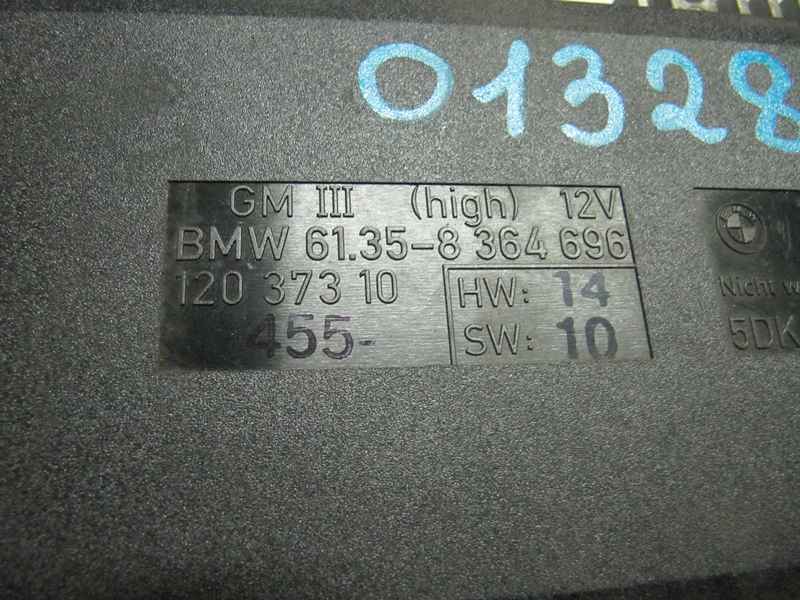 01328
GM III (high) 12V
BMW 61.35-8 364 696
120 373 10
455-
HW: 14
SW: 10
Nicht
5DK